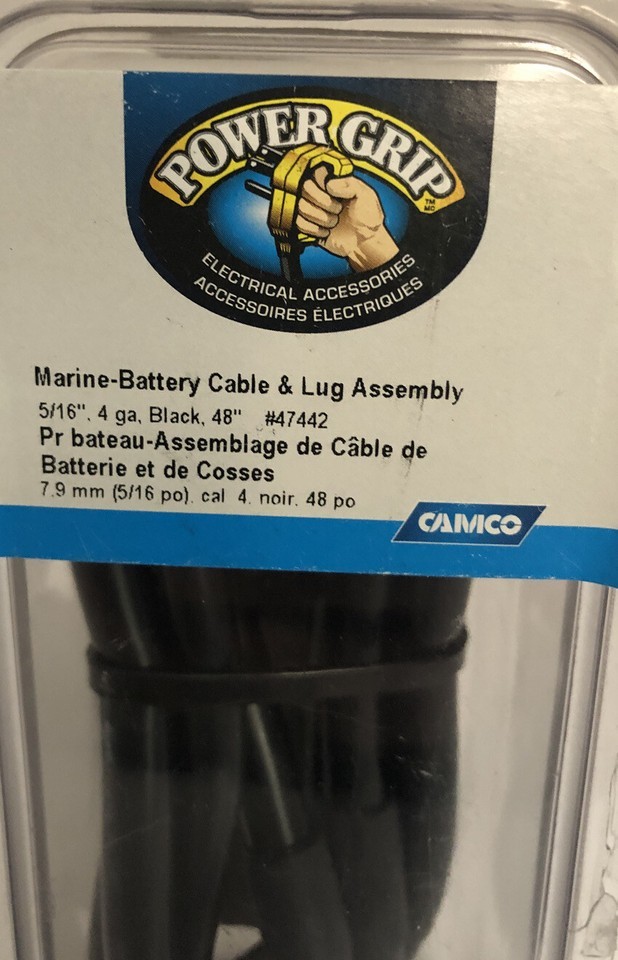 POWER GRIP
TM
MC
ELECTRICAL ACCESSORIES
ACCESSOIRES ÉLECTRIQUES
Marine-Battery Cable & Lug Assembly
5/16", 4 ga, Black, 48" #47442
Pr bateau-Assemblage de Câble de
Batterie et de Cosses
7.9 mm (5/16 po). cal 4. noir. 48 po
CAMCO